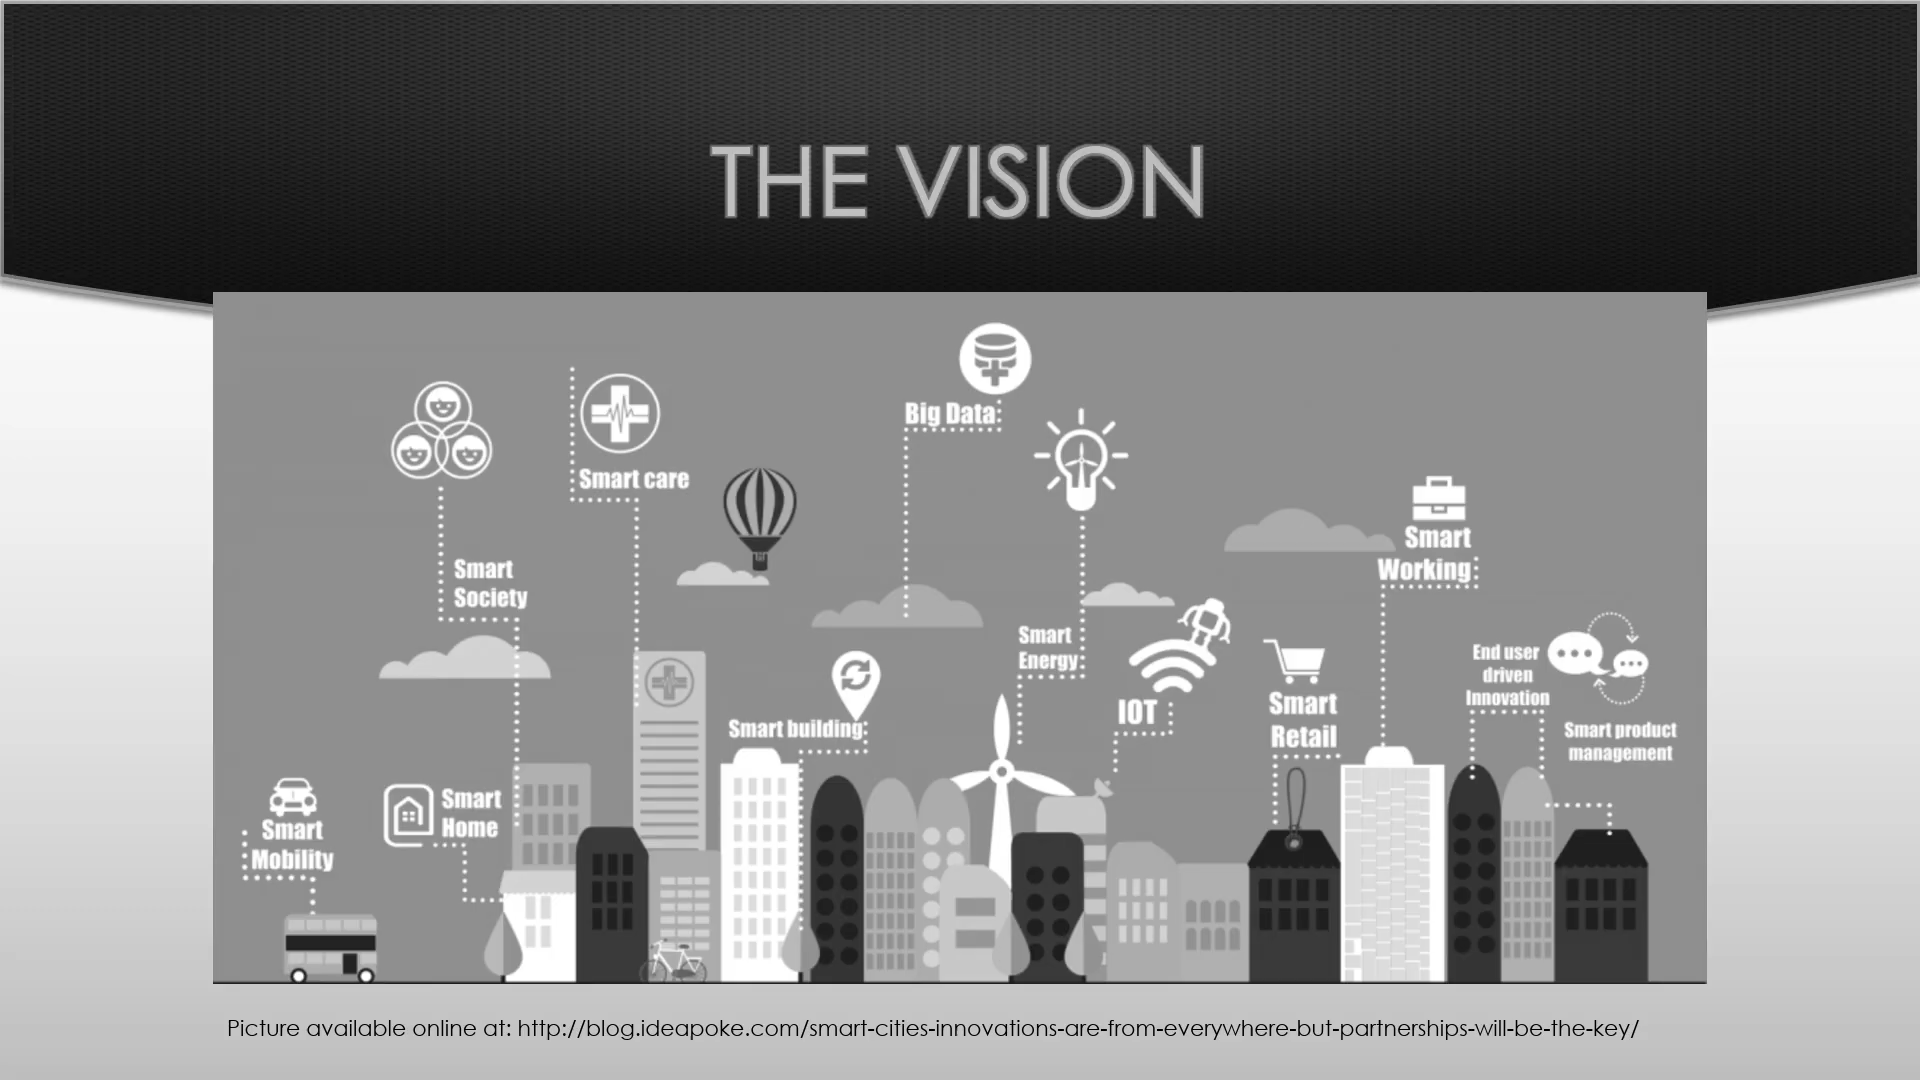 THE VISION
Big Data
Smart care
Smart
Working
Smart
Society
Smart
Energy
End user
driven
Innovation
IOT
Smart
Retail
Smart building
Smart product
management
Smart
Home
Smart
Mobility
Picture available online at: http://blog.ideapoke.com/smart-cities-innovations-are-from-everywhere-but-partnerships-will-be-the-key/